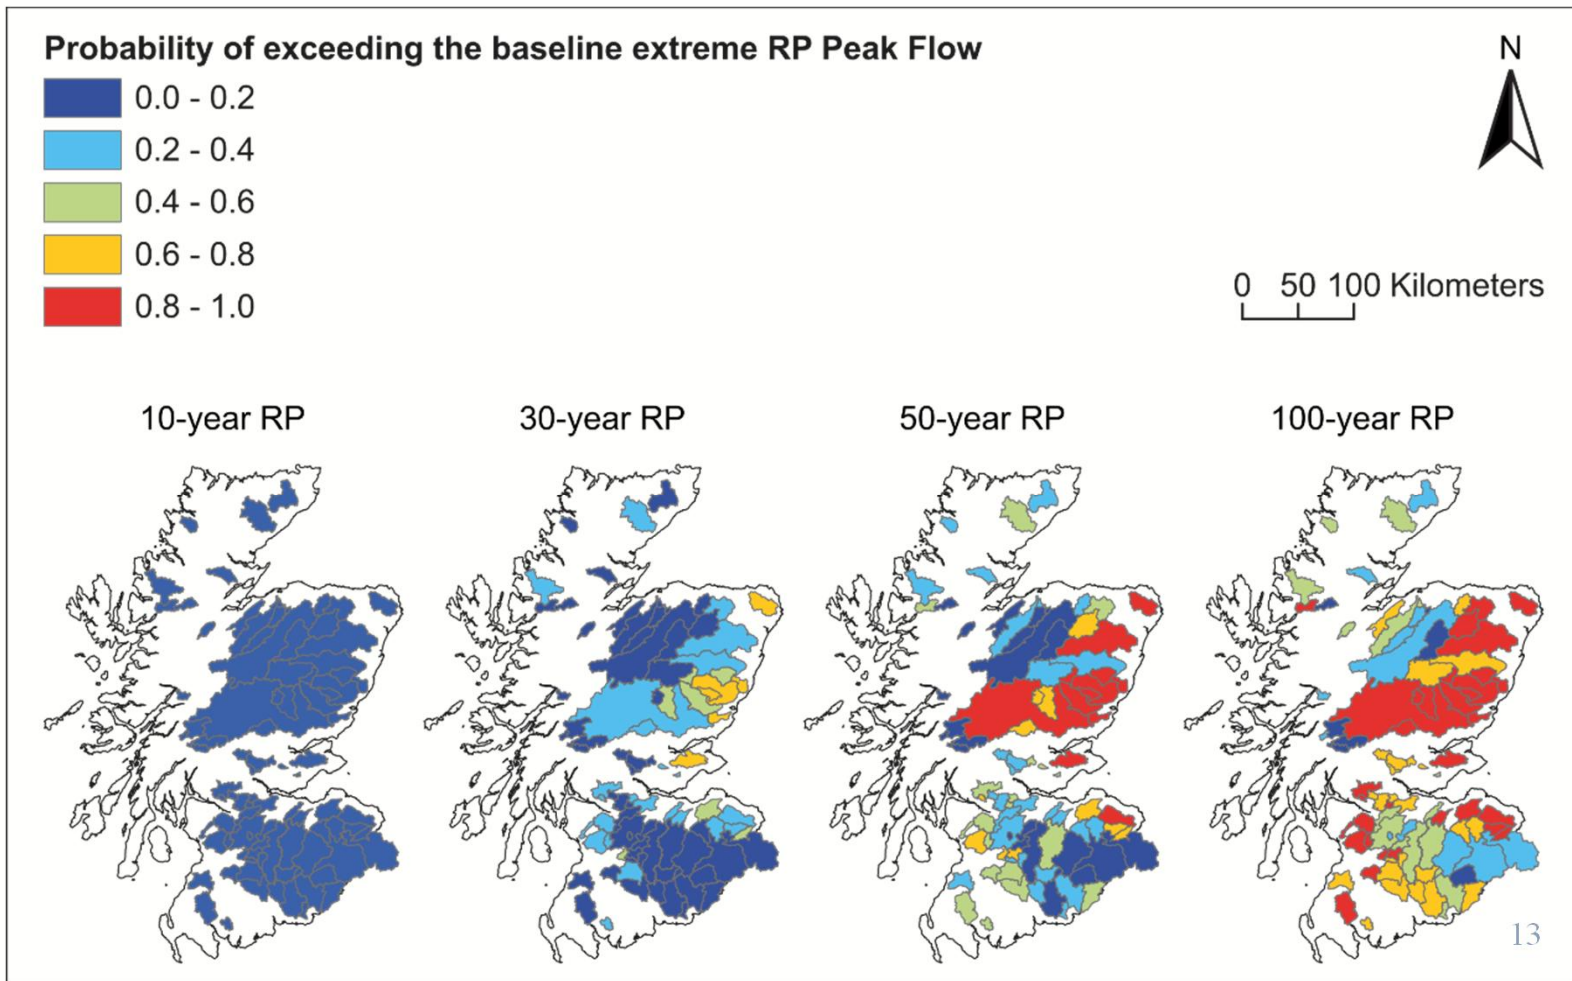 Probability of exceeding the baseline extreme RP Peak Flow
0.0 - 0.2
0.2 - 0.4
0.4 - 0.6
0.6 - 0.8
0.8 - 1.0
N
0 50 100 Kilometers
10-year RP 30-year RP 50-year RP 100-year RP
13